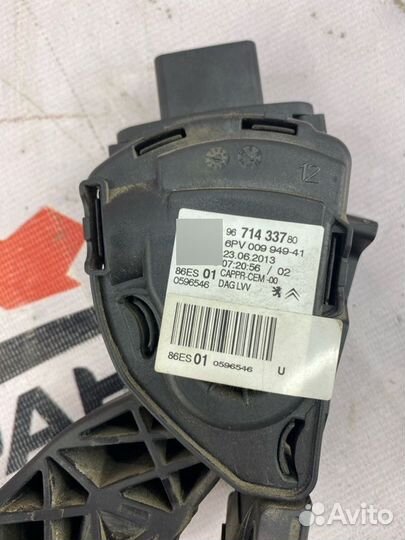 12
96 714 337 80
6PV 009 949-41
23.06.2013
07:20:56 / 02
86ES 01 CAPPR-CEM-00
0596546 DAG LVV
86ES 01 0596546 U
Avito